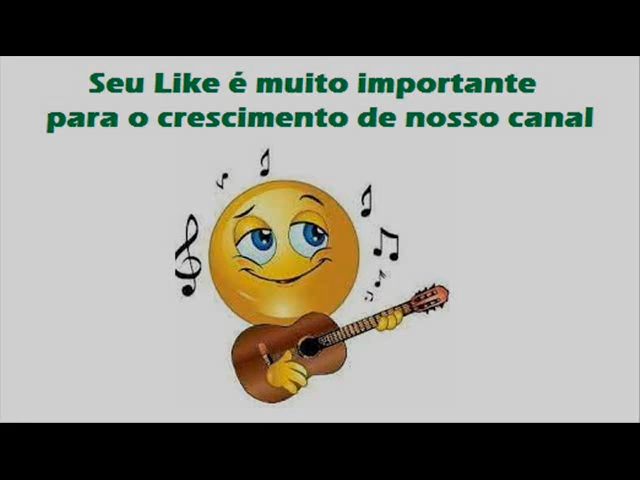 Seu Like é muito importante
para o crescimento de nosso canal